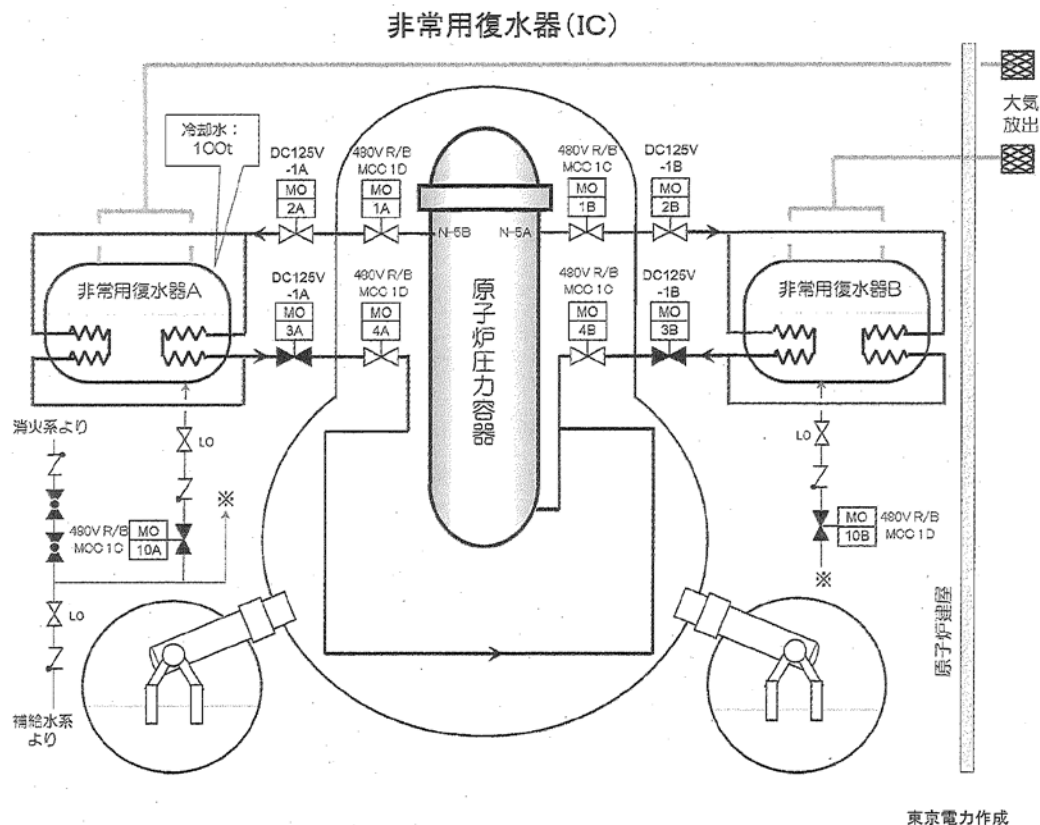 非常用復水器(IC)
大気
放出
冷却水：
100t
DC125V
-1A
MO
2A
480V R/B
MCC 1D
MO
1A
480V R/B
MCC 1C
MO
1B
DC125V
-1B
MO
2B
N-5B
N-5A
非常用復水器A
DC125V
-1A
MO
3A
480V R/B
MCC 1D
MO
4A
原子炉圧力容器
480V R/B
MCC 1C
MO
4B
DC125V
-1B
MO
3B
非常用復水器B
消火系より
LO
※
480V R/B
MCC 1C
MO
10A
LO
LO
MO
10B
480V R/B
MCC 1D
※
補給水系
より
原子炉建屋
東京電力作成